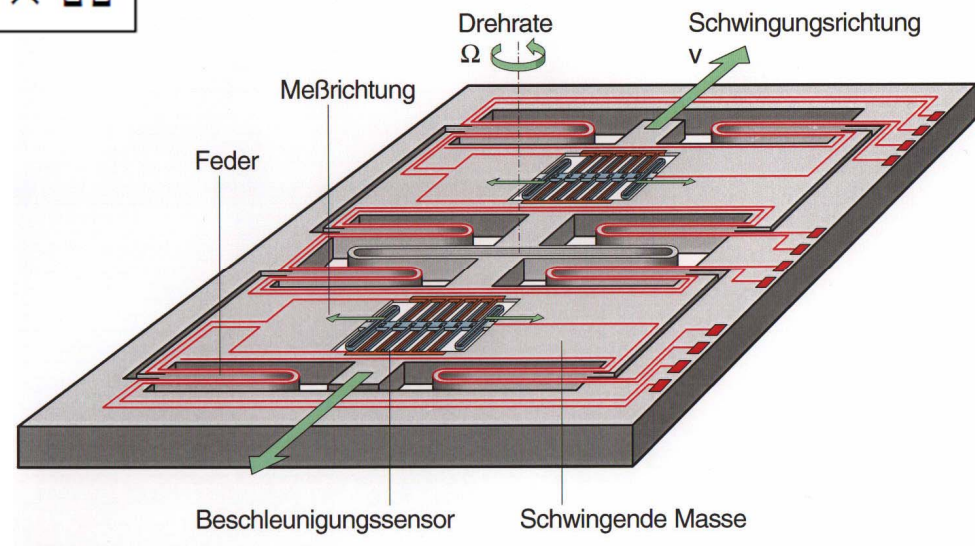 Drehrate
Ω
Schwingungsrichtung
v
Meßrichtung
Feder
Beschleunigungssensor
Schwingende Masse